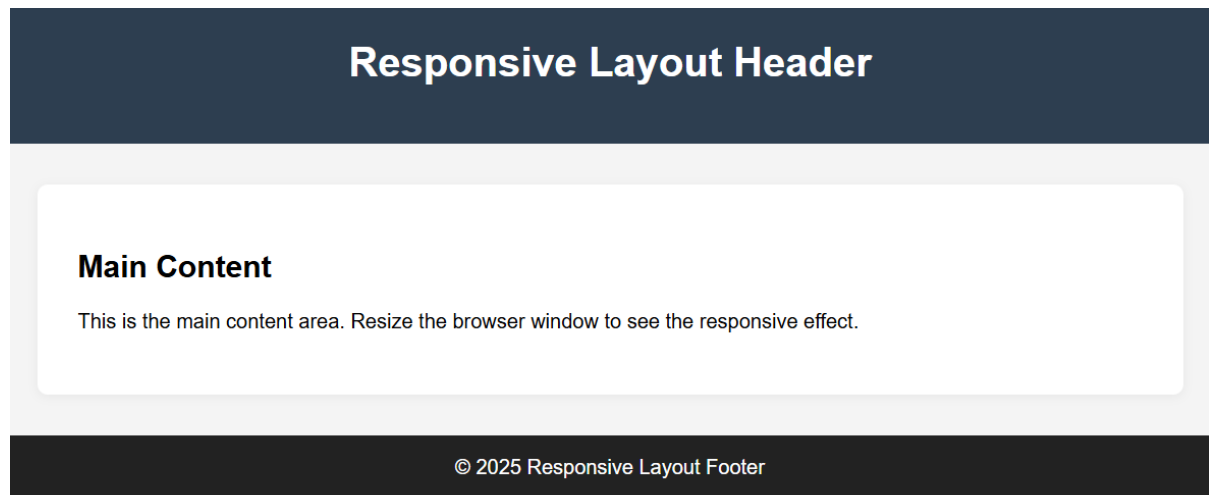 Responsive Layout Header
Main Content
This is the main content area. Resize the browser window to see the responsive effect.
© 2025 Responsive Layout Footer